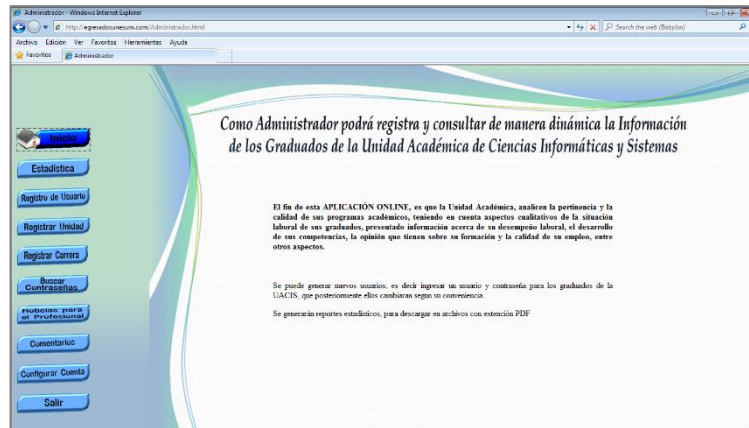 Administrador - Windows Internet Explorer
http://egresadosunesum.com/Administrador.html
Search the web (Babylon)
Archivo Edición Ver Favoritos Herramientas Ayuda
Favoritos Administrador
Como Administrador podrá registra y consultar de manera dinámica la Información
de los Graduados de la Unidad Académica de Ciencias Informáticas y Sistemas
Inicio
Estadística
Registro de Usuario
Registrar Unidad
Registrar Carrera
Buscar
Contraseñas
Noticias para
el Profesional
Comentarios
Configurar Cuenta
Salir
El fin de esta APLICACIÓN ONLINE, es que la Unidad Académica, analicen la pertinencia y la
calidad de sus programas académicos, teniendo en cuenta aspectos cualitativos de la situación
laboral de sus graduados, presentado información acerca de su desempeño laboral, el desarrollo
de sus competencias, la opinión que tienen sobre su formación y la calidad de su empleo, entre
otros aspectos.
Se puede generar nuevos usuarios, es decir ingresar un usuario y contraseña para los graduados de la
UACIS, que posteriormente ellos cambiaran segun su conveniencia.
Se generarán reportes estadísticos, para descargar en archivos con extención PDF